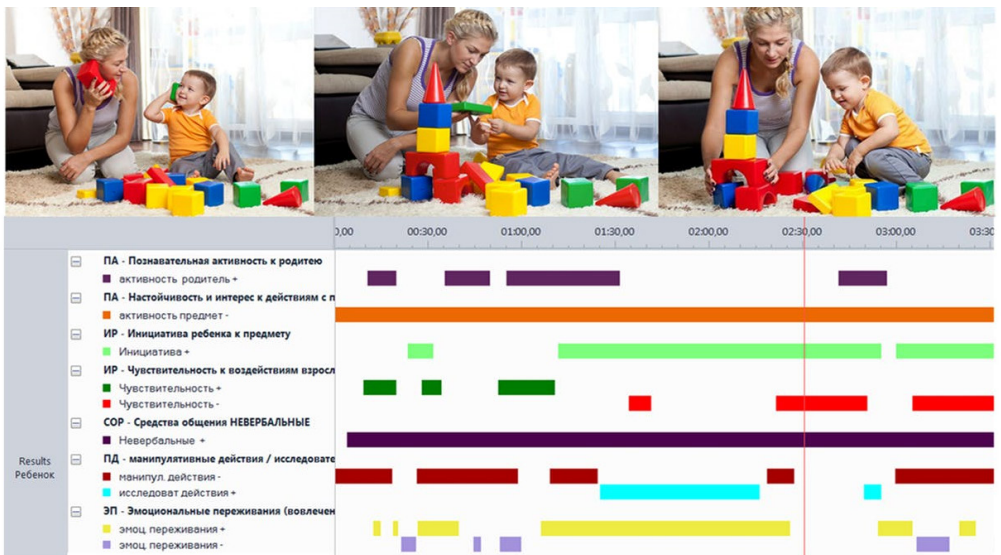 0,00 00:30,00 01:00,00 01:30,00 02:00,00 02:30,00 03:00,00 03:30
ПА - Познавательная активность к родитею
активность родитель +
ПА - Настойчивость и интерес к действиям с п
активность предмет -
ИР - Инициатива ребенка к предмету
Инициатива +
ИР - Чувствительность к воздействиям взросл
Чувствительность +
Чувствительность -
СОР - Средства общения НЕВЕРБАЛЬНЫЕ
Невербальные +
Results
Ребенок
ПД - манипулятивные действия / исследовате
манипул. действия -
исследоват действия +
ЭП - Эмоциональные переживания (вовлечен
эмоц. переживания +
эмоц. переживания -